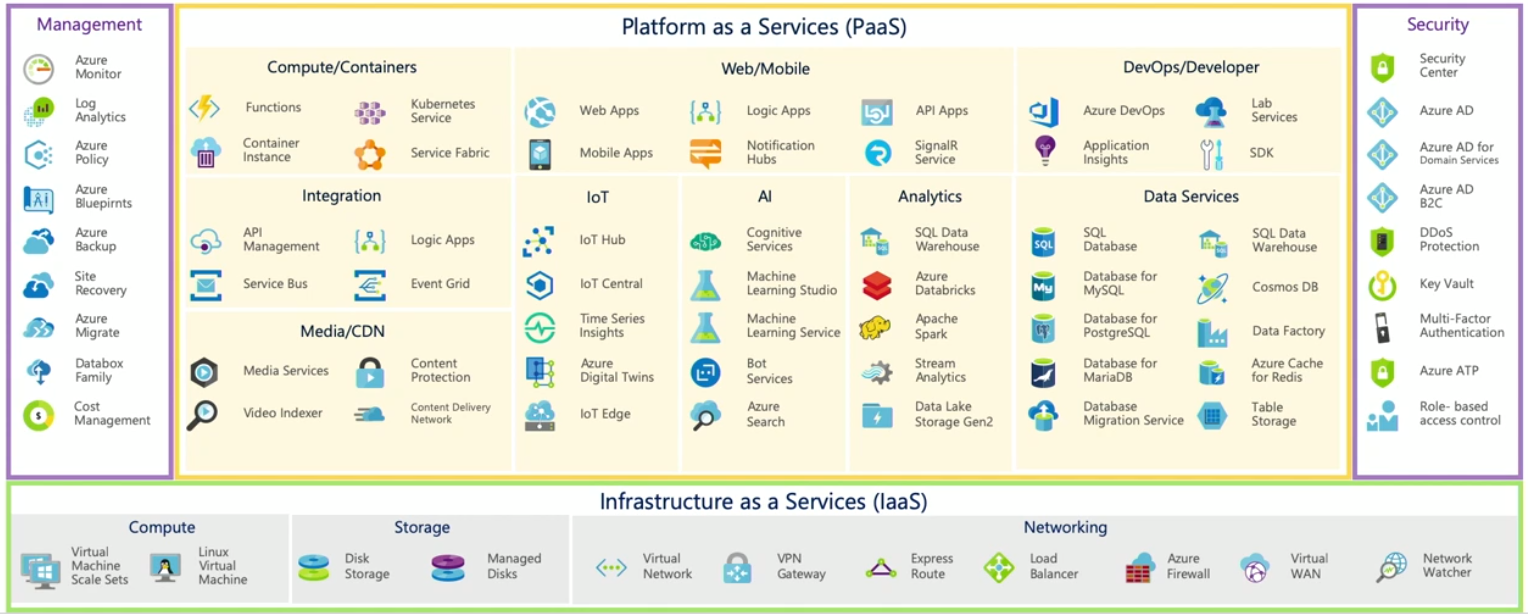 Management
Azure
Monitor
Log
Analytics
Azure
Policy
Azure
Bluepirnts
Azure
Backup
Site
Recovery
Azure
Migrate
Databox
Family
Cost
Management
Platform as a Services (PaaS)
Compute/Containers
Functions
Kubernetes
Service
Container
Instance
Service Fabric
Web/Mobile
Web Apps
Logic Apps
API Apps
Mobile Apps
Notification
Hubs
SignalR
Service
DevOps/Developer
Azure DevOps
Lab
Services
Application
Insights
SDK
Integration
API
Management
Logic Apps
Service Bus
Event Grid
Media/CDN
Media Services
Content
Protection
Video Indexer
Content Delivery
Network
IoT
IoT Hub
IoT Central
Time Series
Insights
Azure
Digital Twins
IoT Edge
AI
Cognitive
Services
Machine
Learning Studio
Machine
Learning Service
Bot
Services
Azure
Search
Analytics
SQL Data
Warehouse
Azure
Databricks
Apache
Spark
Stream
Analytics
Data Lake
Storage Gen2
Data Services
SQL
SQL
Database
SQL Data
Warehouse
My
Database for
MySQL
Cosmos DB
Database for
PostgreSQL
Data Factory
Database for
MariaDB
Azure Cache
for Redis
Database
Migration Service
Table
Storage
Security
Security
Center
Azure AD
Azure AD for
Domain Services
Azure AD
B2C
DDoS
Protection
Key Vault
Multi-Factor
Authentication
Azure ATP
Role- based
access control
Infrastructure as a Services (IaaS)
Compute
Virtual
Machine
Scale Sets
Linux
Virtual
Machine
Storage
Disk
Storage
Managed
Disks
Networking
Virtual
Network
VPN
Gateway
Express
Route
Load
Balancer
Azure
Firewall
Virtual
WAN
Network
Watcher